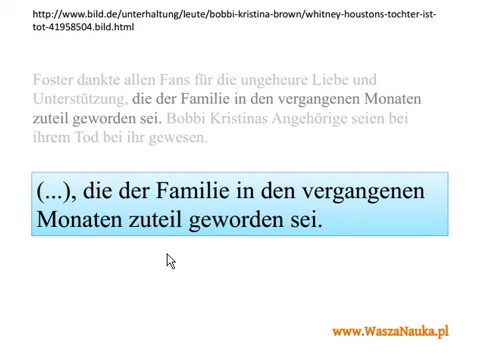 http://www.bild.de/unterhaltung/leute/bobbi-kristina-brown/whitney-houstons-tochter-ist-
tot-41958504.bild.html
Foster dankte allen Fans für die ungeheure Liebe und
Unterstützung, die der Familie in den vergangenen Monaten
zuteil geworden sei. Bobbi Kristinas Angehörige seien bei
ihrem Tod bei ihr gewesen.
(...), die der Familie in den vergangenen
Monaten zuteil geworden sei.
www.WaszaNauka.pl